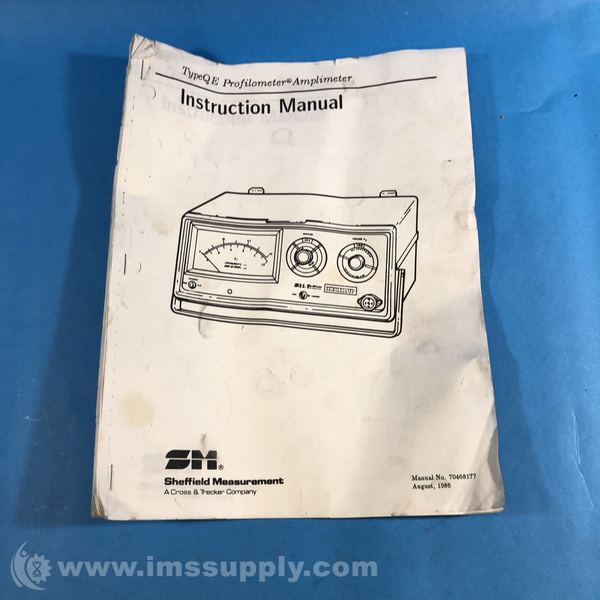 TypeQE Profilometer®Amplimeter
Instruction Manual
SM®
Sheffield Measurement
A Cross & Trecker Company
Manual No. 70468177
August, 1986
www.imssupply.com